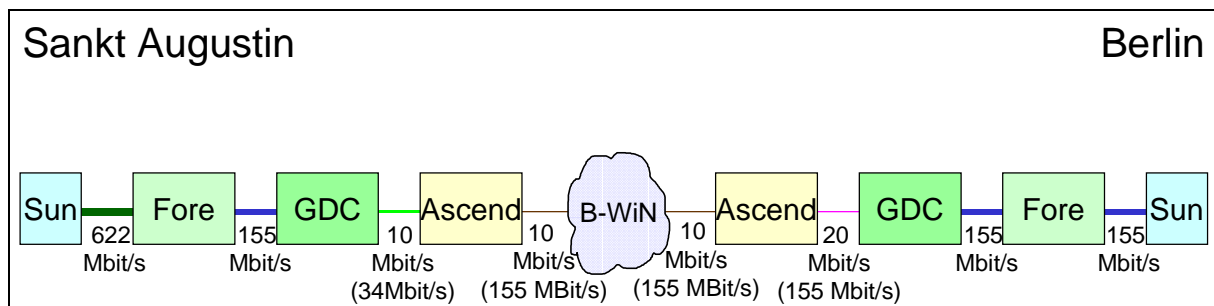 Sankt Augustin Berlin
Sun Fore GDC Ascend B-WiN Ascend GDC Fore Sun
622 155 10 10 10 20 155 155
Mbit/s Mbit/s Mbit/s Mbit/s Mbit/s Mbit/s Mbit/s Mbit/s
(34Mbit/s) (155 MBit/s) (155 MBit/s) (155 Mbit/s)